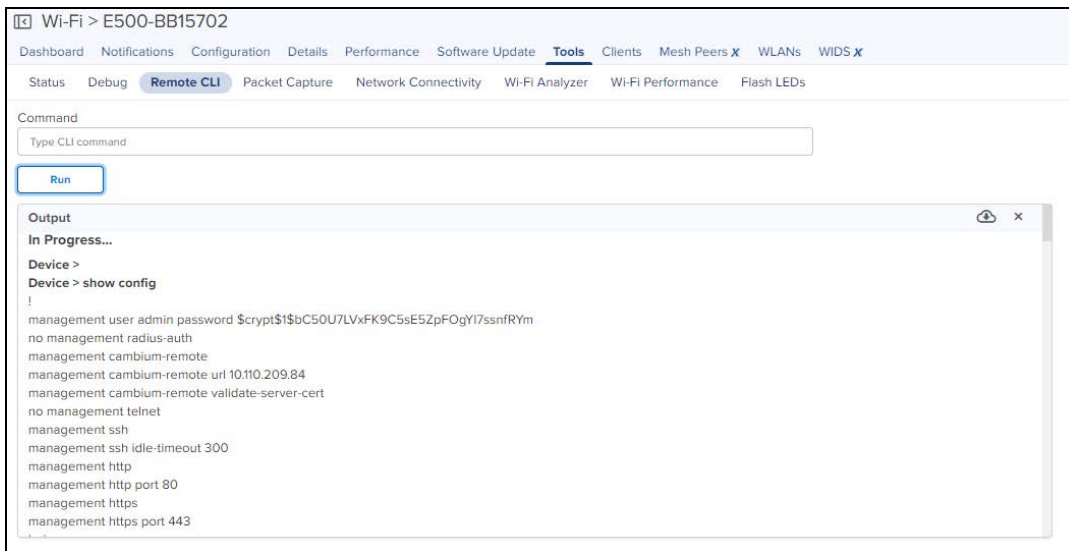 Wi-Fi > E500-BB15702
Dashboard Notifications Configuration Details Performance Software Update Tools Clients Mesh Peers X WLANs WIDS X
Status Debug Remote CLI Packet Capture Network Connectivity Wi-Fi Analyzer Wi-Fi Performance Flash LEDs
Command
Type CLI command
Run
Output
In Progress...
Device >
Device > show config
!
management user admin password $crypt$1$bC50U7LVxFK9C5sE5ZpFOgYI7ssnfRYm
no management radius-auth
management cambium-remote
management cambium-remote url 10.110.209.84
management cambium-remote validate-server-cert
no management telnet
management ssh
management ssh idle-timeout 300
management http
management http port 80
management https
management https port 443